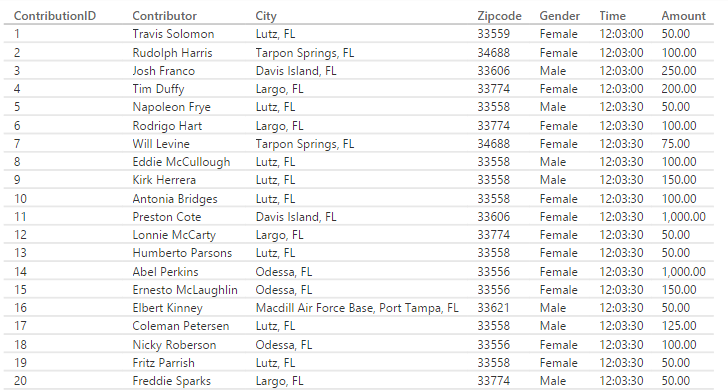 ContributionID Contributor City Zipcode Gender Time Amount
1 Travis Solomon Lutz, FL 33559 Female 12:03:00 50.00
2 Rudolph Harris Tarpon Springs, FL 34688 Female 12:03:00 100.00
3 Josh Franco Davis Island, FL 33606 Male 12:03:00 250.00
4 Tim Duffy Largo, FL 33774 Female 12:03:00 200.00
5 Napoleon Frye Lutz, FL 33558 Male 12:03:30 50.00
6 Rodrigo Hart Largo, FL 33774 Female 12:03:30 100.00
7 Will Levine Tarpon Springs, FL 34688 Female 12:03:30 75.00
8 Eddie McCullough Lutz, FL 33558 Male 12:03:30 100.00
9 Kirk Herrera Lutz, FL 33558 Male 12:03:30 150.00
10 Antonia Bridges Lutz, FL 33558 Female 12:03:30 100.00
11 Preston Cote Davis Island, FL 33606 Female 12:03:30 1,000.00
12 Lonnie McCarty Largo, FL 33774 Female 12:03:30 50.00
13 Humberto Parsons Lutz, FL 33558 Female 12:03:30 50.00
14 Abel Perkins Odessa, FL 33556 Female 12:03:30 1,000.00
15 Ernesto McLaughlin Odessa, FL 33556 Female 12:03:30 150.00
16 Elbert Kinney Macdill Air Force Base, Port Tampa, FL 33621 Male 12:03:30 50.00
17 Coleman Petersen Lutz, FL 33558 Male 12:03:30 125.00
18 Nicky Roberson Odessa, FL 33556 Female 12:03:30 100.00
19 Fritz Parrish Lutz, FL 33558 Female 12:03:30 50.00
20 Freddie Sparks Largo, FL 33774 Male 12:03:30 50.00